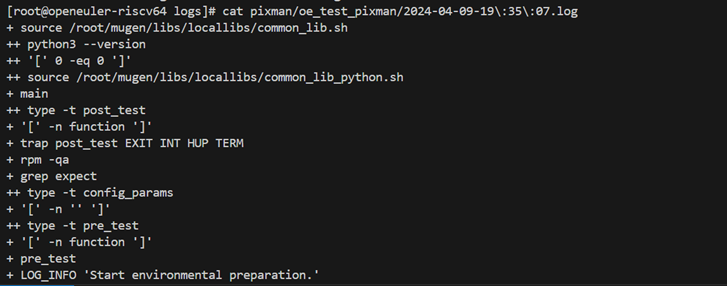 [root@openeuler-riscv64 logs]# cat pixman/oe_test_pixman/2024-04-09-19\:35\:07.log
+ source /root/mugen/libs/locallibs/common_lib.sh
++ python3 --version
++ '[' 0 -eq 0 ']'
++ source /root/mugen/libs/locallibs/common_lib_python.sh
+ main
++ type -t post_test
+ '[' -n function ']'
+ trap post_test EXIT INT HUP TERM
+ rpm -qa
+ grep expect
++ type -t config_params
+ '[' -n '' ']'
++ type -t pre_test
+ '[' -n function ']'
+ pre_test
+ LOG_INFO 'Start environmental preparation.'